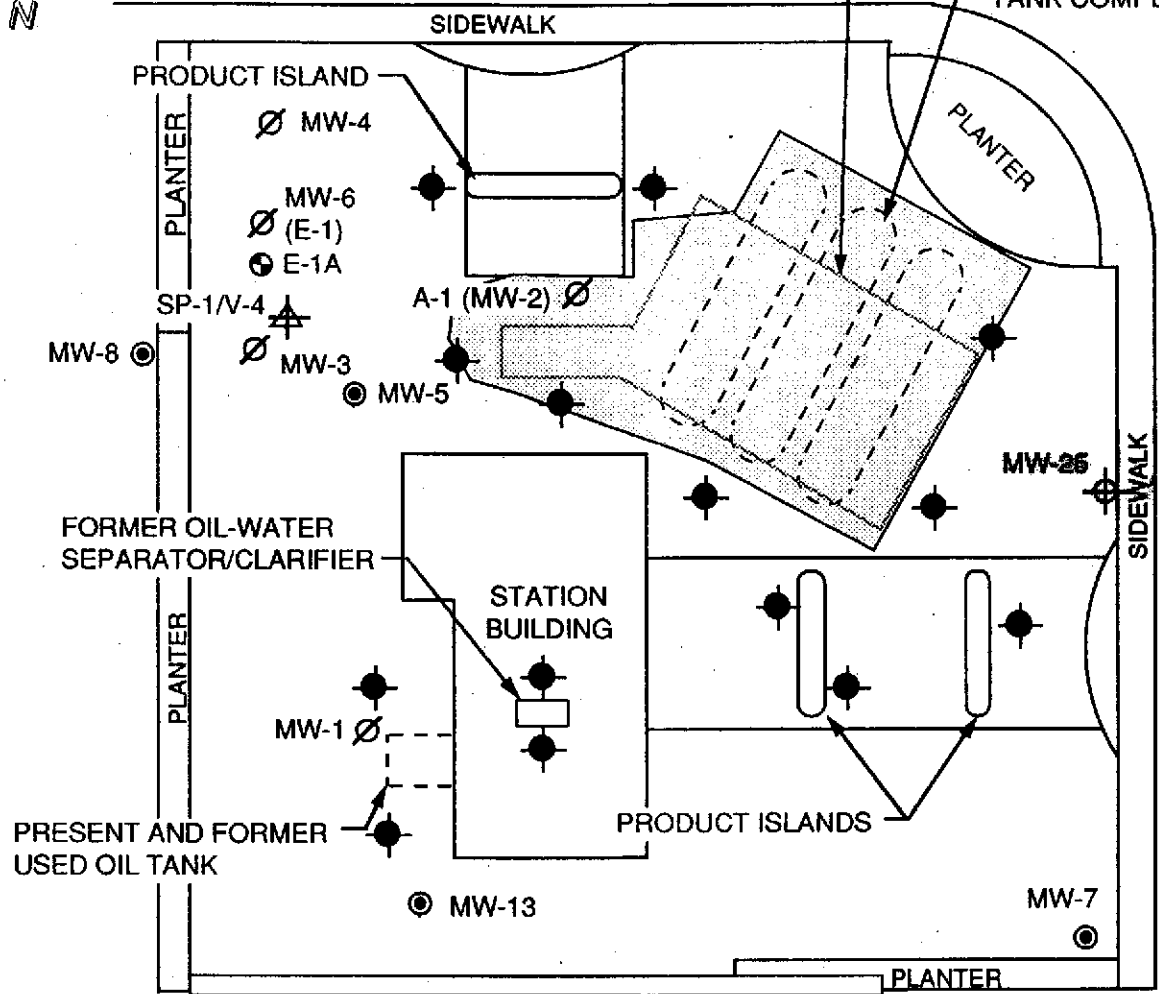 N
TANK COMPL
SIDEWALK
PRODUCT ISLAND
PLANTER
MW-4
PLANTER
MW-6
(E-1)
E-1A
SP-1/V-4
A-1 (MW-2)
MW-8
MW-3
MW-5
MW-26
SIDEWALK
FORMER OIL-WATER
SEPARATOR/CLARIFIER
STATION
BUILDING
PLANTER
MW-1
PRESENT AND FORMER
USED OIL TANK
PRODUCT ISLANDS
MW-13
MW-7
PLANTER